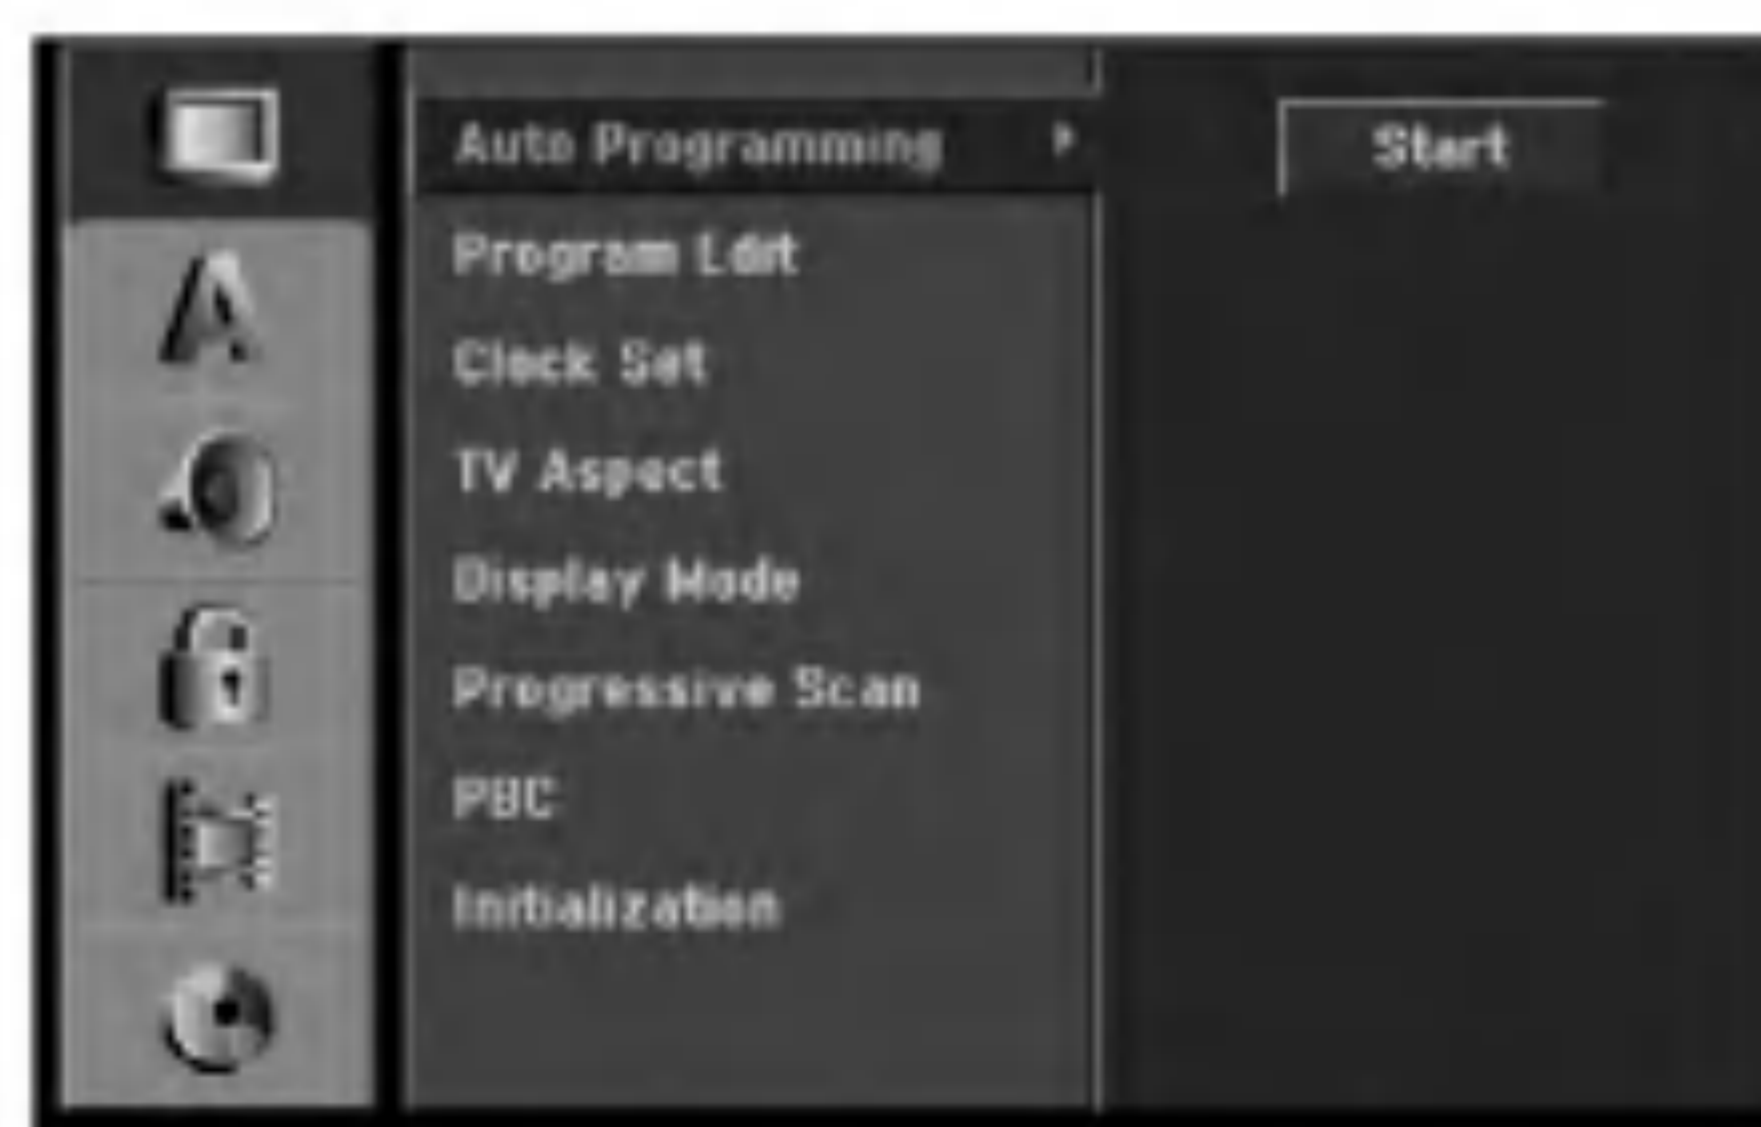 Auto Programming
Start
Program Edit
Clock Set
TV Aspect
Display Mode
Progressive Scan
PBC
Initialization